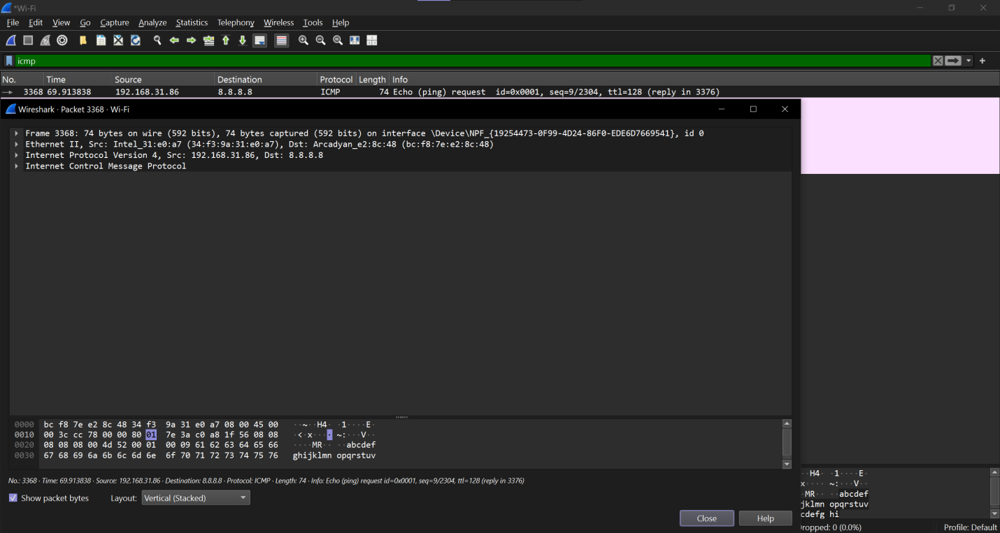 *Wi-Fi
File Edit View Go Capture Analyze Statistics Telephony Wireless Tools Help
icmp
No. Time Source Destination Protocol Length Info
3368 69.913838 192.168.31.86 8.8.8.8 ICMP 74 Echo (ping) request id=0x0001, seq=9/2304, ttl=128 (reply in 3376)
Wireshark · Packet 3368 · Wi-Fi
Frame 3368: 74 bytes on wire (592 bits), 74 bytes captured (592 bits) on interface \Device\NPF_{19254473-0F99-4D24-86F0-EDE6D7669541}, id 0
Ethernet II, Src: Intel_31:e0:a7 (34:f3:9a:31:e0:a7), Dst: Arcadyan_e2:8c:48 (bc:f8:7e:e2:8c:48)
Internet Protocol Version 4, Src: 192.168.31.86, Dst: 8.8.8.8
Internet Control Message Protocol
0000 bc f8 7e e2 8c 48 34 f3 9a 31 e0 a7 08 00 45 00 ··~··H4· ·1····E·
0010 00 3c cc 78 00 00 80 01 7e 3a c0 a8 1f 56 08 08 ·<·x···· ~:···V··
0020 08 08 08 00 4d 52 00 01 00 09 61 62 63 64 65 66 ····MR·· ··abcdef
0030 67 68 69 6a 6b 6c 6d 6e 6f 70 71 72 73 74 75 76 ghijklmn opqrstuv
No.: 3368 · Time: 69.913838 · Source: 192.168.31.86 · Destination: 8.8.8.8 · Protocol: ICMP · Length: 74 · Info: Echo (ping) request id=0x0001, seq=9/2304, ttl=128 (reply in 3376)
Show packet bytes Layout: Vertical (Stacked)
Close Help
··H4· ·1····E·
x···· ~:···V··
·MR·· ··abcdef
jklmn opqrstuv
cdefg hi
ropped: 0 (0.0%) Profile: Default